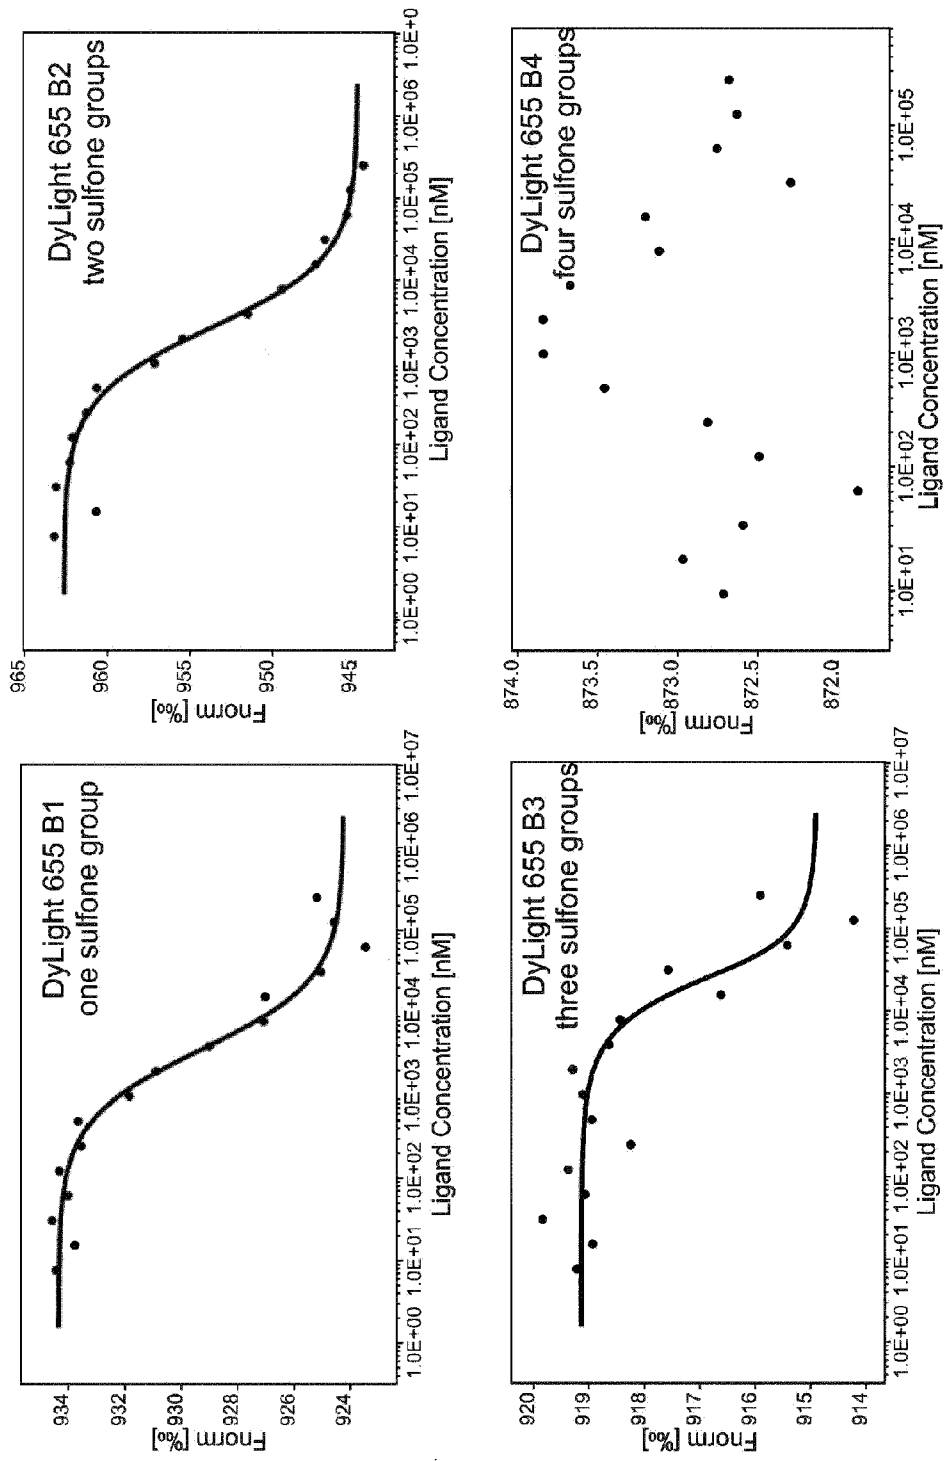 DyLight 655 B1
one sulfone group
934
932
930
928
926
924
Fnorm [‰]
1.0E+00 1.0E+01 1.0E+02 1.0E+03 1.0E+04 1.0E+05 1.0E+06 1.0E+07
Ligand Concentration [nM]
DyLight 655 B2
two sulfone groups
965
960
955
950
945
Fnorm [‰]
1.0E+00 1.0E+01 1.0E+02 1.0E+03 1.0E+04 1.0E+05 1.0E+06 1.0E+0
Ligand Concentration [nM]
DyLight 655 B3
three sulfone groups
920
919
918
917
916
915
914
Fnorm [‰]
1.0E+00 1.0E+01 1.0E+02 1.0E+03 1.0E+04 1.0E+05 1.0E+06 1.0E+07
Ligand Concentration [nM]
DyLight 655 B4
four sulfone groups
874.0
873.5
873.0
872.5
872.0
Fnorm [‰]
1.0E+01 1.0E+02 1.0E+03 1.0E+04 1.0E+05
Ligand Concentration [nM]